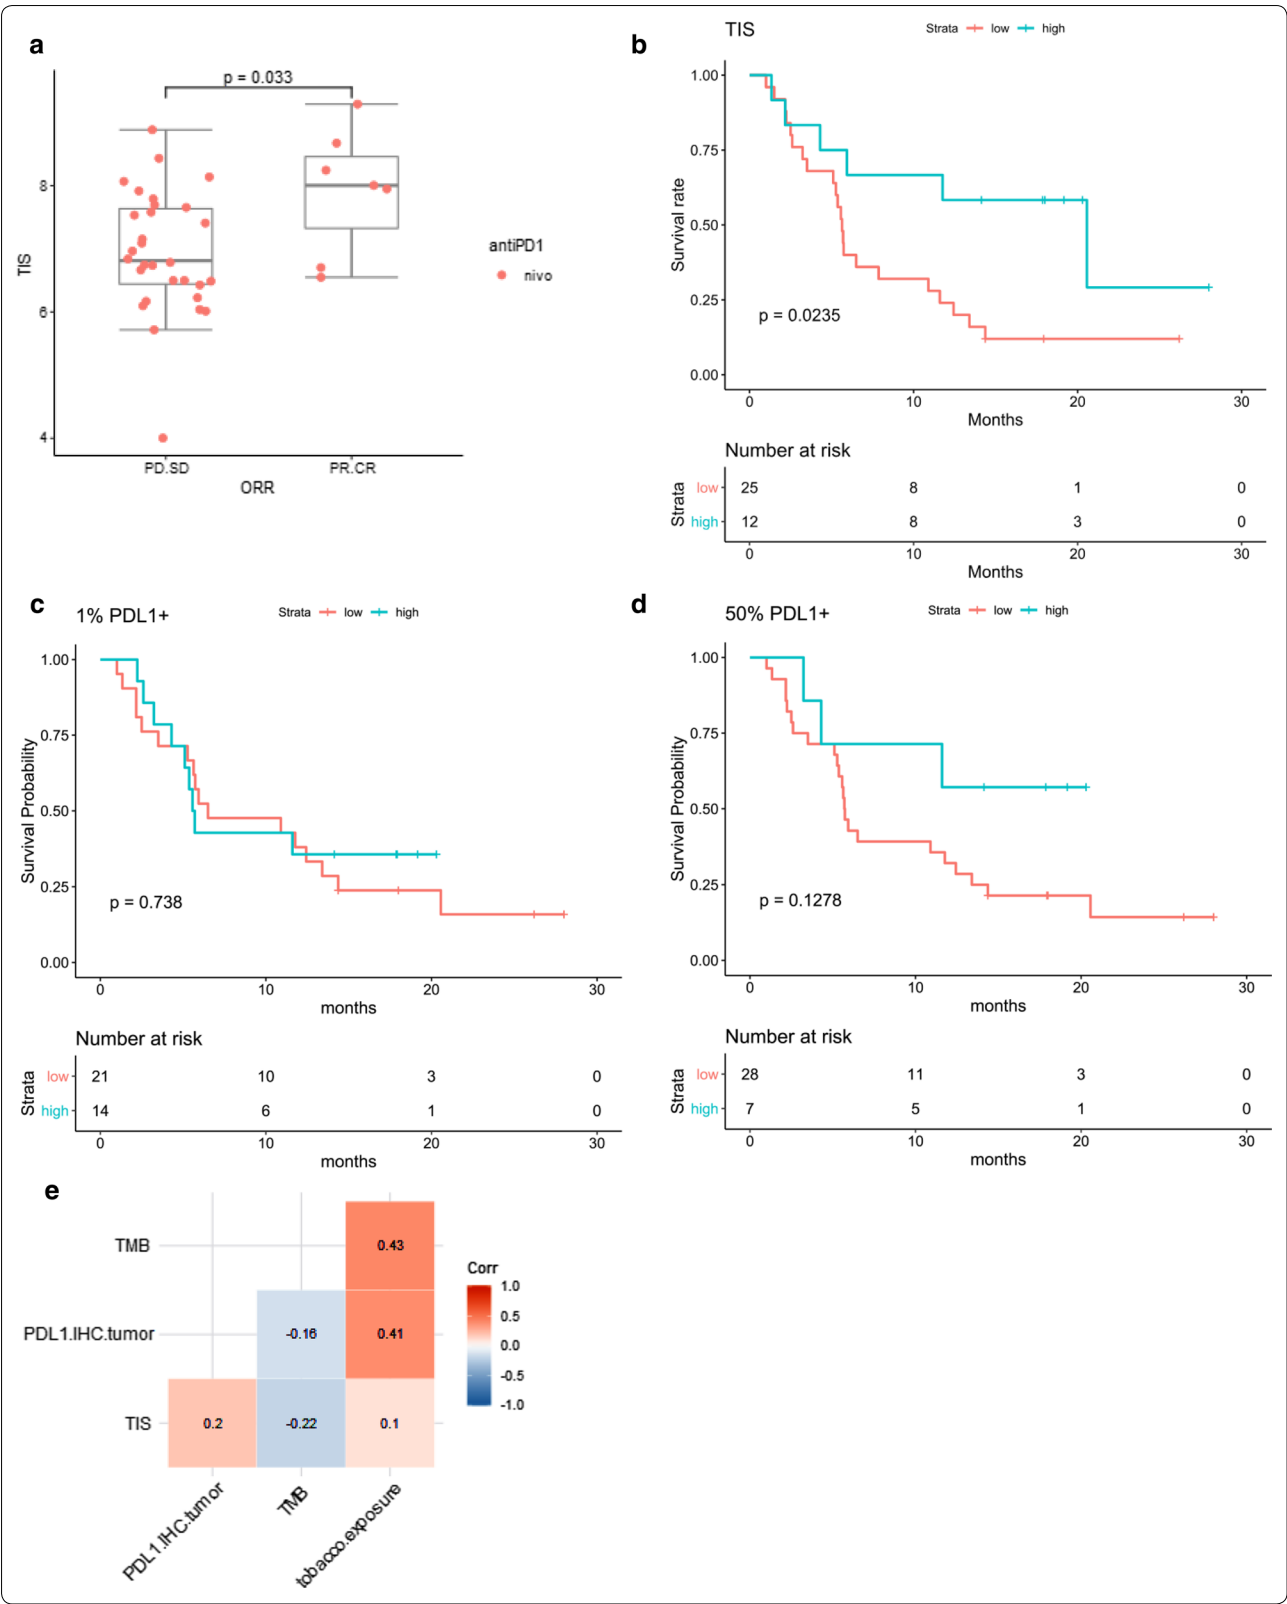 a
p = 0.033
8
6
4
TIS
PD.SD
PR.CR
ORR
antiPD1
nivo
b
TIS
Strata low high
1.00
0.75
0.50
0.25
0.00
Survival rate
p = 0.0235
0 10 20 30
Months
Number at risk
Strata
low 25 8 1 0
high 12 8 3 0
0 10 20 30
Months
c
1% PDL1+
Strata low high
1.00
0.75
0.50
0.25
0.00
Survival Probability
p = 0.738
0 10 20 30
months
Number at risk
Strata
low 21 10 3 0
high 14 6 1 0
0 10 20 30
months
d
50% PDL1+
Strata low high
1.00
0.75
0.50
0.25
0.00
Survival Probability
p = 0.1278
0 10 20 30
months
Number at risk
Strata
low 28 11 3 0
high 7 5 1 0
0 10 20 30
months
e
TMB 0.43
PDL1.IHC.tumor -0.16 0.41
TIS 0.2 -0.22 0.1
PDL1.IHC.tumor
TMB
tobacco.exposure
Corr
1.0
0.5
0.0
-0.5
-1.0